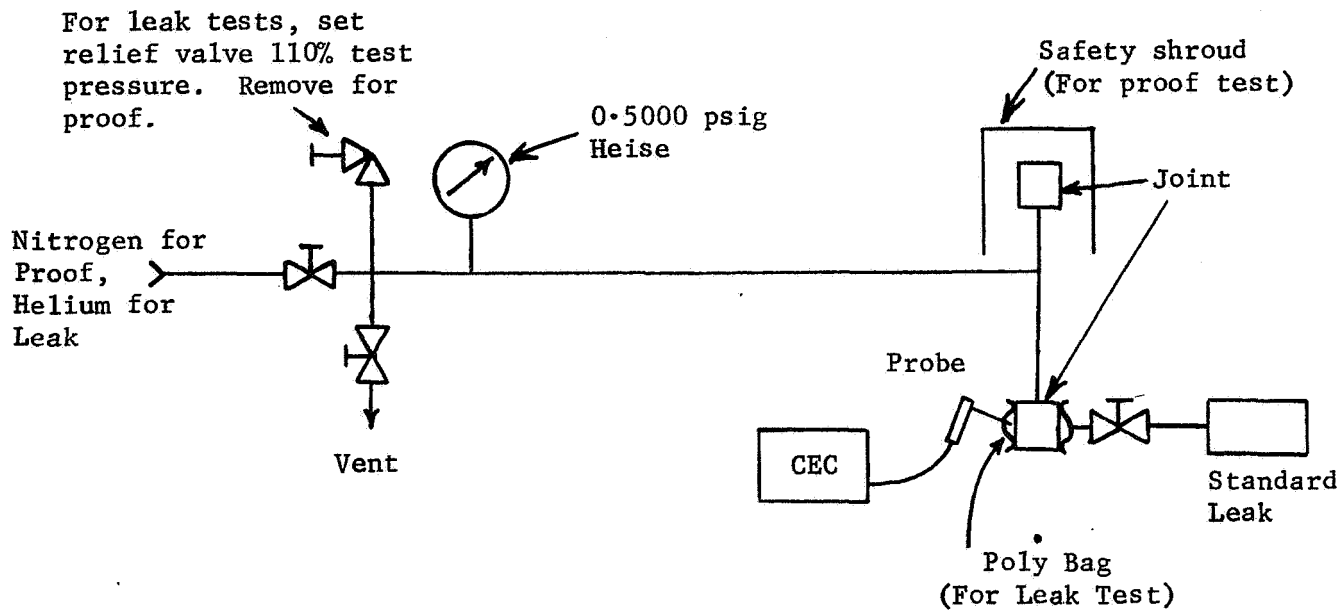 For leak tests, set
relief valve 110% test
pressure. Remove for
proof.
0·5000 psig
Heise
Safety shroud
(For proof test)
Joint
Nitrogen for
Proof,
Helium for
Leak
Vent
Probe
CEC
Standard
Leak
Poly Bag
(For Leak Test)